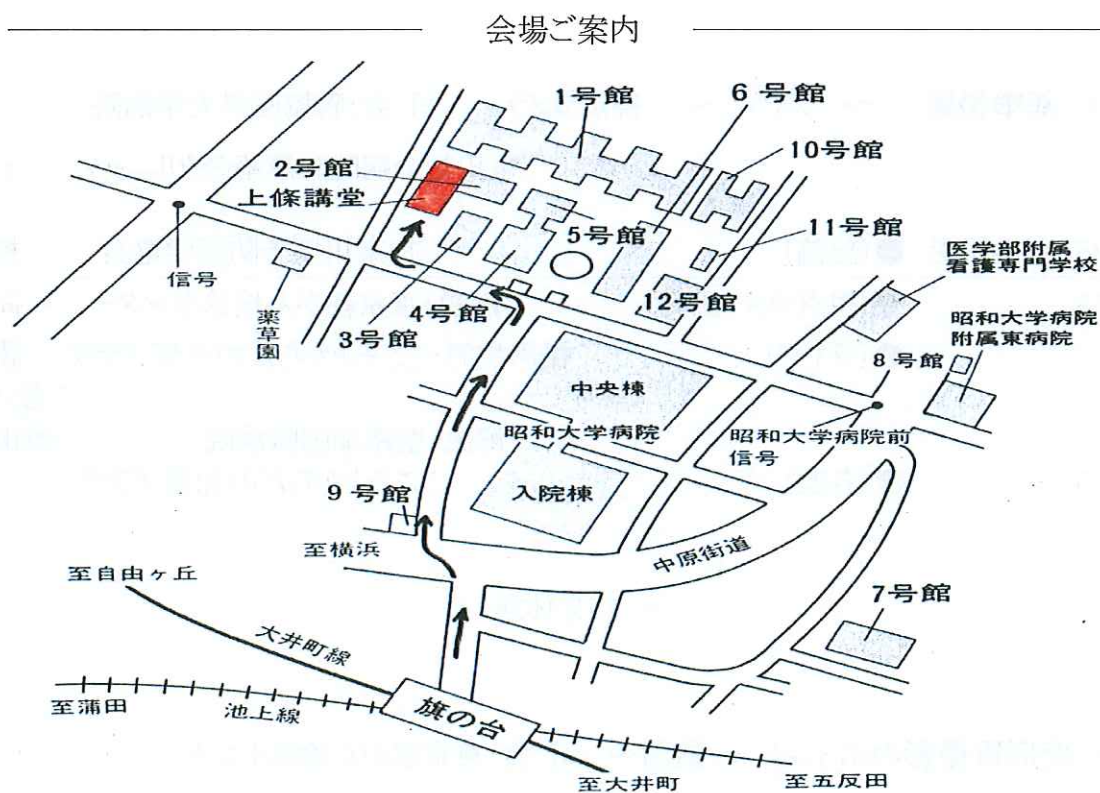 会場ご案内
1号館
6号館
10号館
2号館
上條講堂
5号館
11号館
医学部附属
看護専門学校
信号
薬草園
3号館
4号館
12号館
昭和大学病院
附属東病院
8号館
中央棟
昭和大学病院
昭和大学病院前
信号
入院棟
9号館
至横浜
中原街道
至自由ヶ丘
7号館
大井町線
至蒲田
池上線
旗の台
至大井町
至五反田